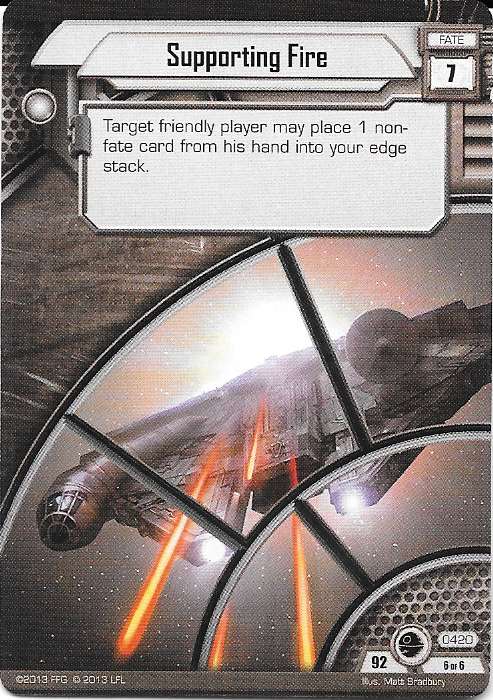 Supporting Fire
FATE
7
Target friendly player may place 1 non-
fate card from his hand into your edge
stack.
92
0420
6 of 6
©2013 FFG © 2013 LFL
Illus. Matt Bradbury